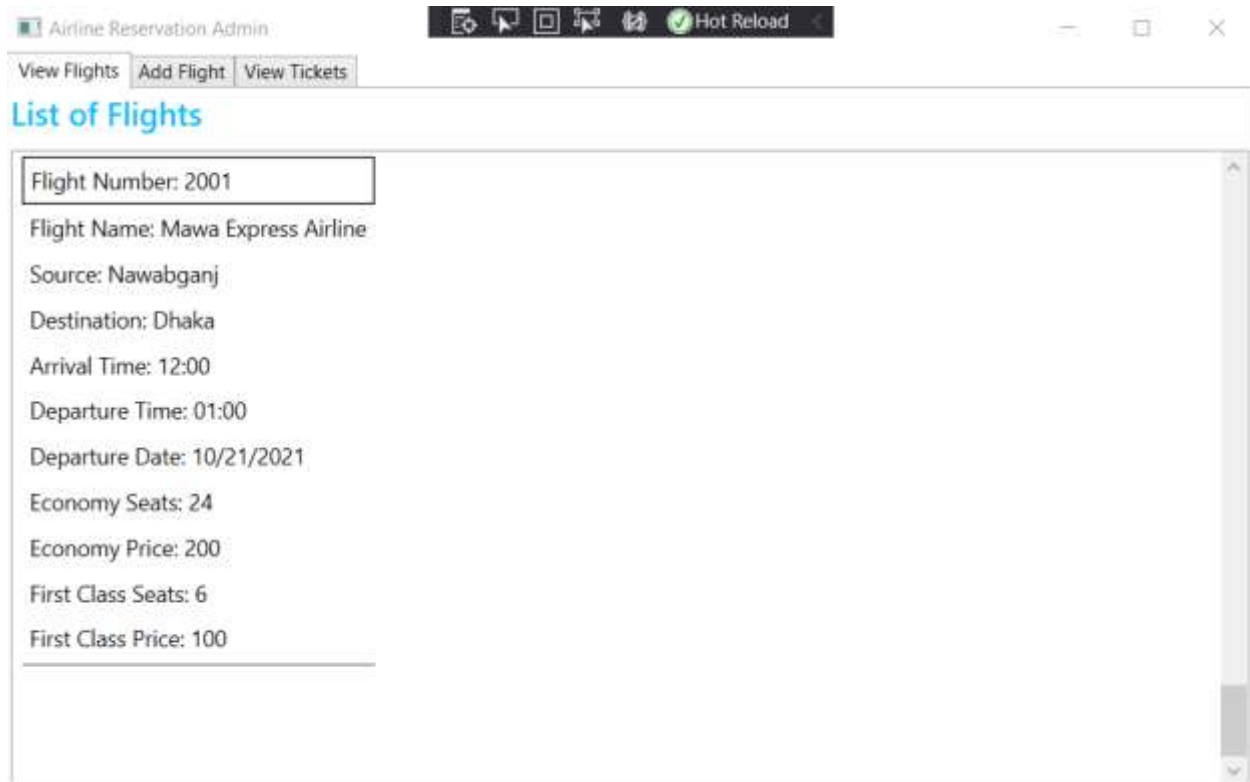 Airline Reservation Admin
Hot Reload
View Flights Add Flight View Tickets
List of Flights
Flight Number: 2001
Flight Name: Mawa Express Airline
Source: Nawabganj
Destination: Dhaka
Arrival Time: 12:00
Departure Time: 01:00
Departure Date: 10/21/2021
Economy Seats: 24
Economy Price: 200
First Class Seats: 6
First Class Price: 100